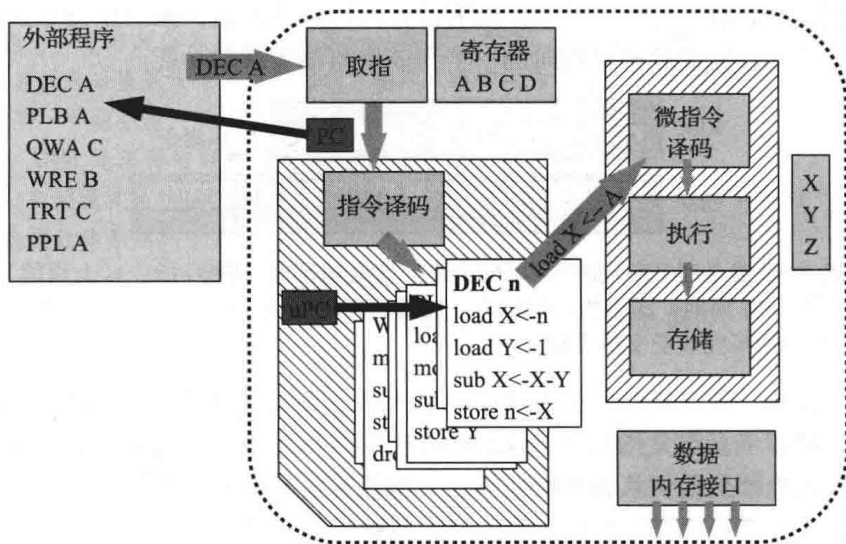 外部程序
DEC A
PLB A
QWA C
WRE B
TRT C
PPL A
DEC A
PC
取指
寄存器
A B C D
指令译码
uPC
DEC n
load X<-n
load Y<-1
sub X<-X-Y
store n<-X
store Y
load X <-- A
微指令
译码
执行
存储
X
Y
Z
数据
内存接口